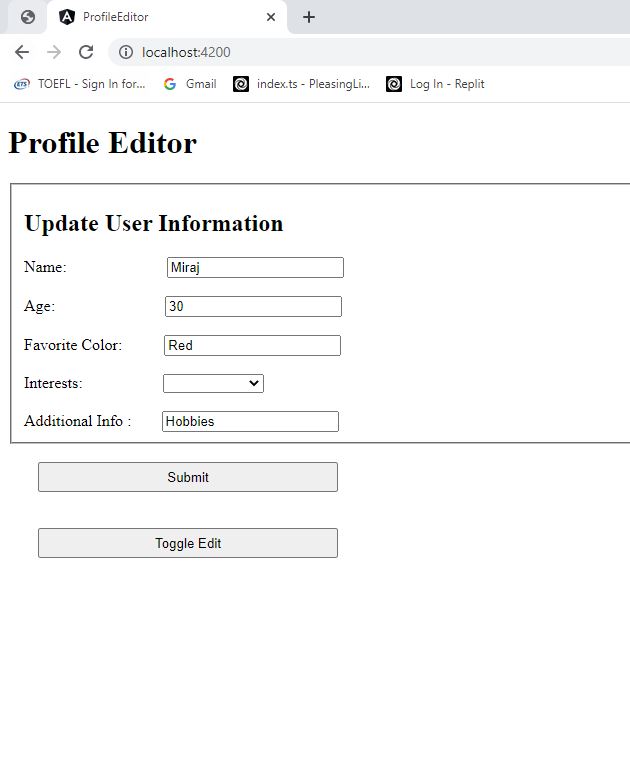 ProfileEditor
localhost:4200
TOEFL - Sign In for... Gmail index.ts - PleasingLi... Log In - Replit
Profile Editor
Update User Information
Name: Miraj
Age: 30
Favorite Color: Red
Interests:
Additional Info : Hobbies
Submit
Toggle Edit